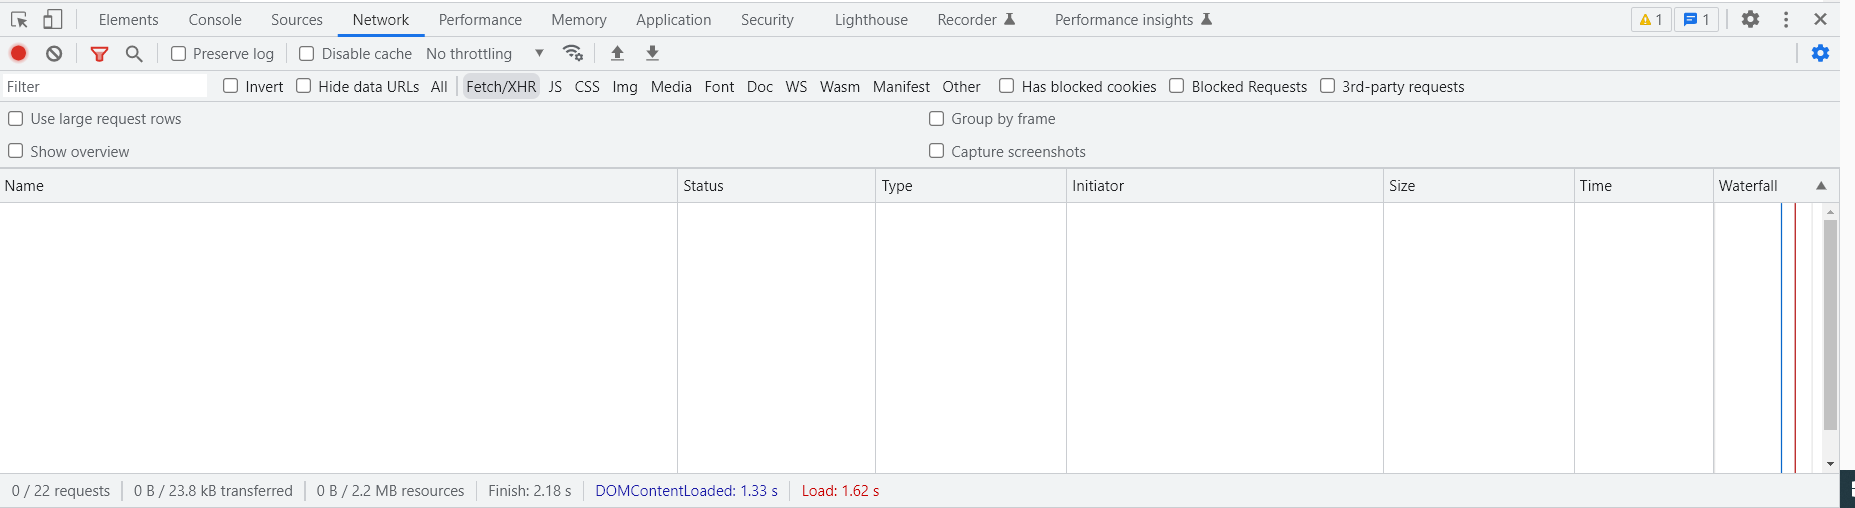 Elements Console Sources Network Performance Memory Application Security Lighthouse Recorder Performance insights 1 1
Preserve log Disable cache No throttling
Filter Invert Hide data URLs All Fetch/XHR JS CSS Img Media Font Doc WS Wasm Manifest Other Has blocked cookies Blocked Requests 3rd-party requests
Use large request rows Group by frame
Show overview Capture screenshots
Name Status Type Initiator Size Time Waterfall
0 / 22 requests 0 B / 23.8 kB transferred 0 B / 2.2 MB resources Finish: 2.18 s DOMContentLoaded: 1.33 s Load: 1.62 s